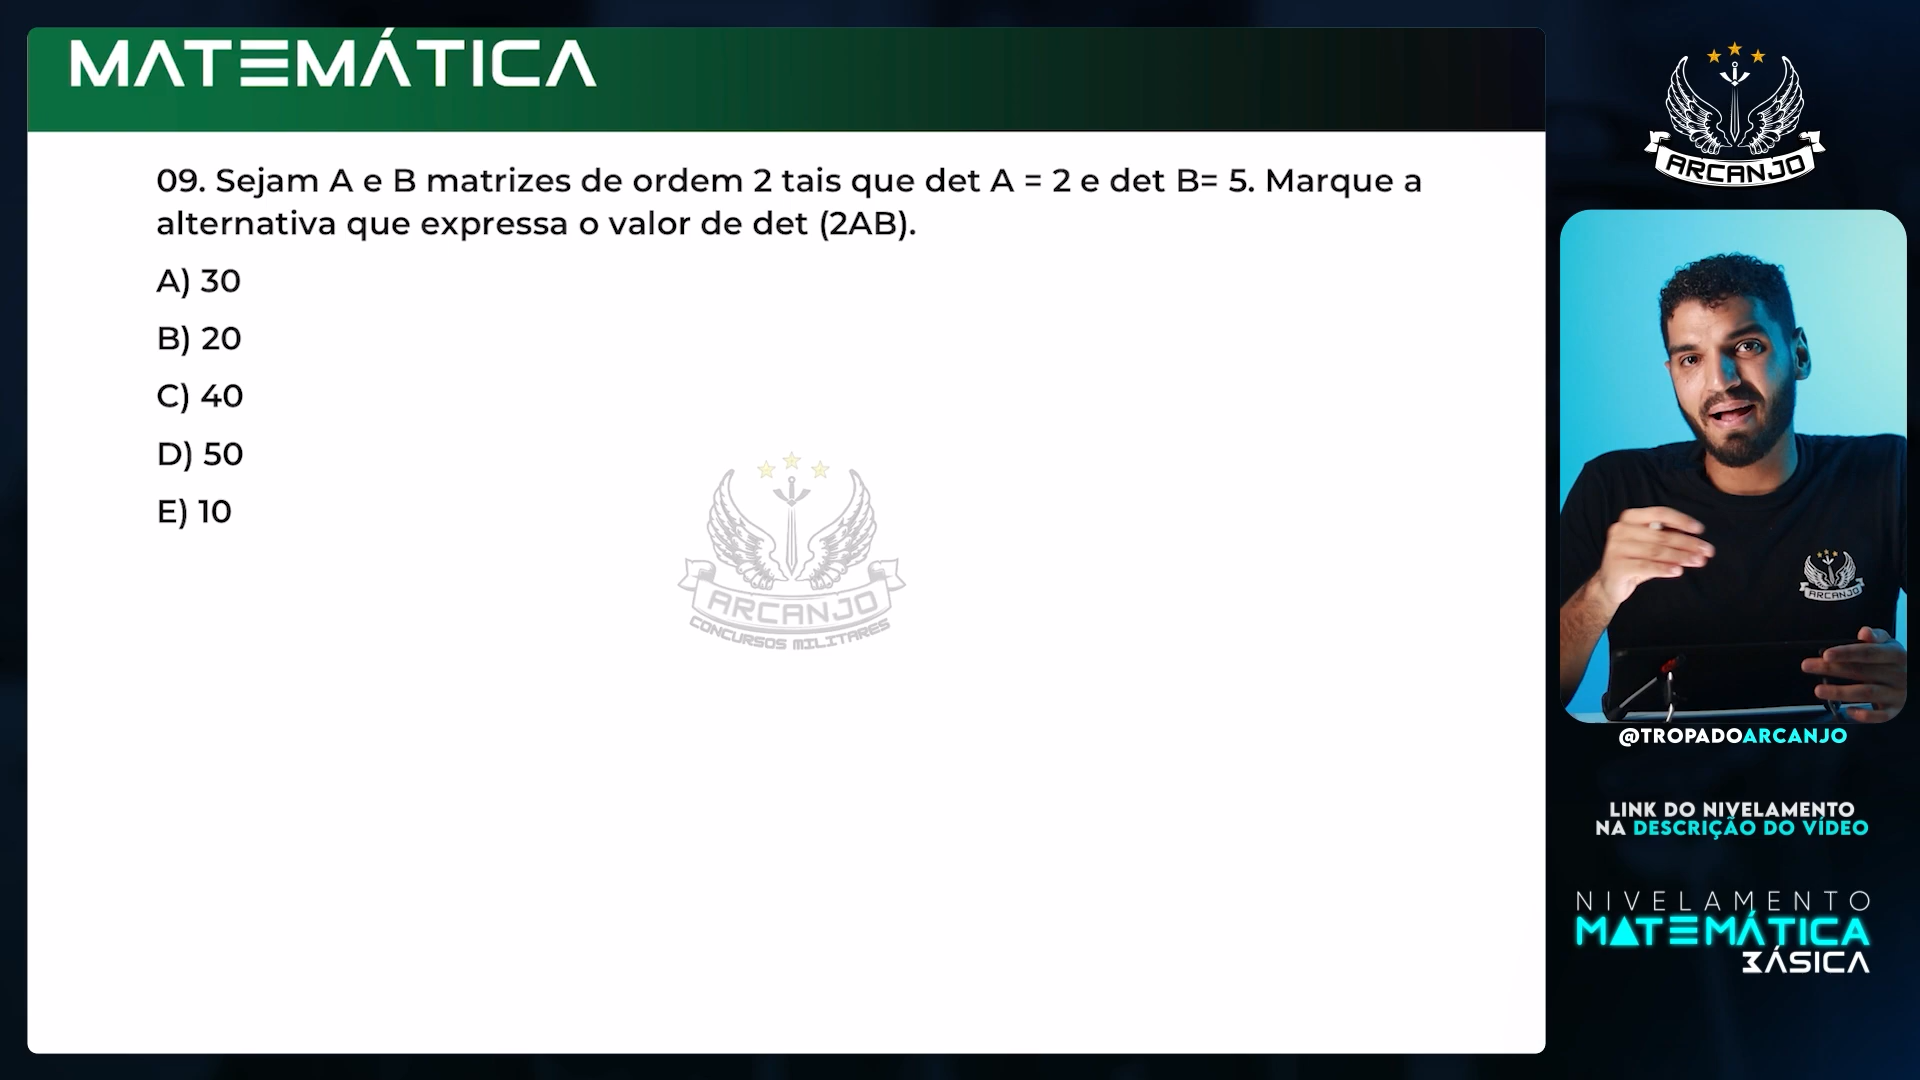 MATEMÁTICA
09. Sejam A e B matrizes de ordem 2 tais que det A = 2 e det B= 5. Marque a
alternativa que expressa o valor de det (2AB).
A) 30
B) 20
C) 40
D) 50
E) 10
ARCANJO
CONCURSOS MILITARES
ARCANJO
ARCANJO
@TROPADOARCANJO
LINK DO NIVELAMENTO
NA DESCRIÇÃO DO VÍDEO
NIVELAMENTO
MATEMÁTICA
BÁSICA